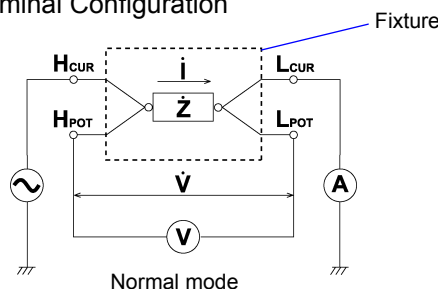 minal Configuration
Fixture
HCUR
İ
LCUR
HPOT
Ż
LPOT
V̇
A
V
Normal mode